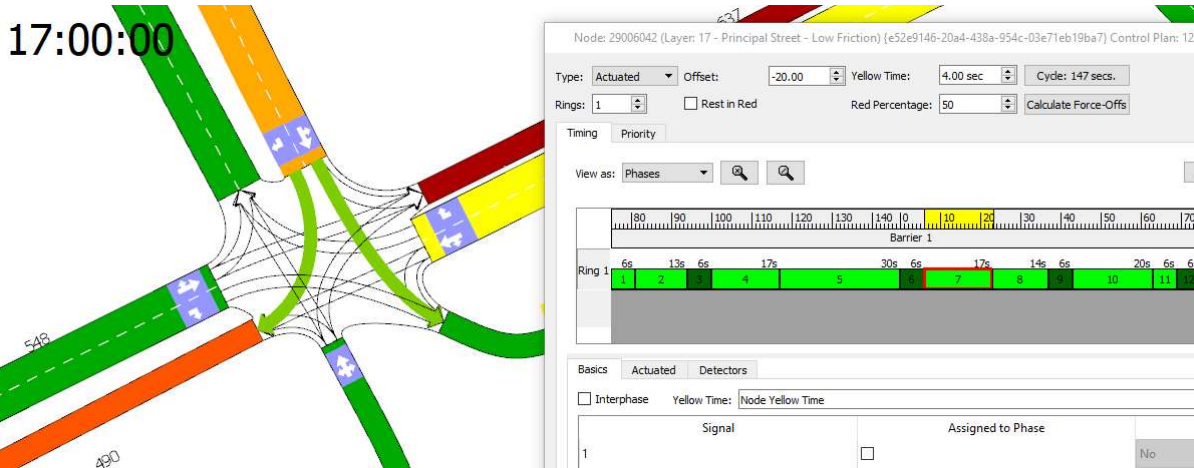 17:00:00
637
548
490
Node: 29006042 (Layer: 17 - Principal Street - Low Friction) {e52e9146-20a4-438a-954c-03e71eb19ba7} Control Plan: 12
Type: Actuated Offset: -20.00 Yellow Time: 4.00 sec Cycle: 147 secs.
Rings: 1 Rest in Red Red Percentage: 50 Calculate Force-Offs
Timing Priority
View as: Phases
|80 |90 |100 |110 |120 |130 |140 |0 |10 |20 |30 |40 |50 |60 |70
Barrier 1
6s 13s 6s 17s 30s 6s 17s 14s 6s 20s 6s 6
Ring 1 1 2 3 4 5 6 7 8 9 10 11 12
Basics Actuated Detectors
Interphase Yellow Time: Node Yellow Time
Signal Assigned to Phase
1 No